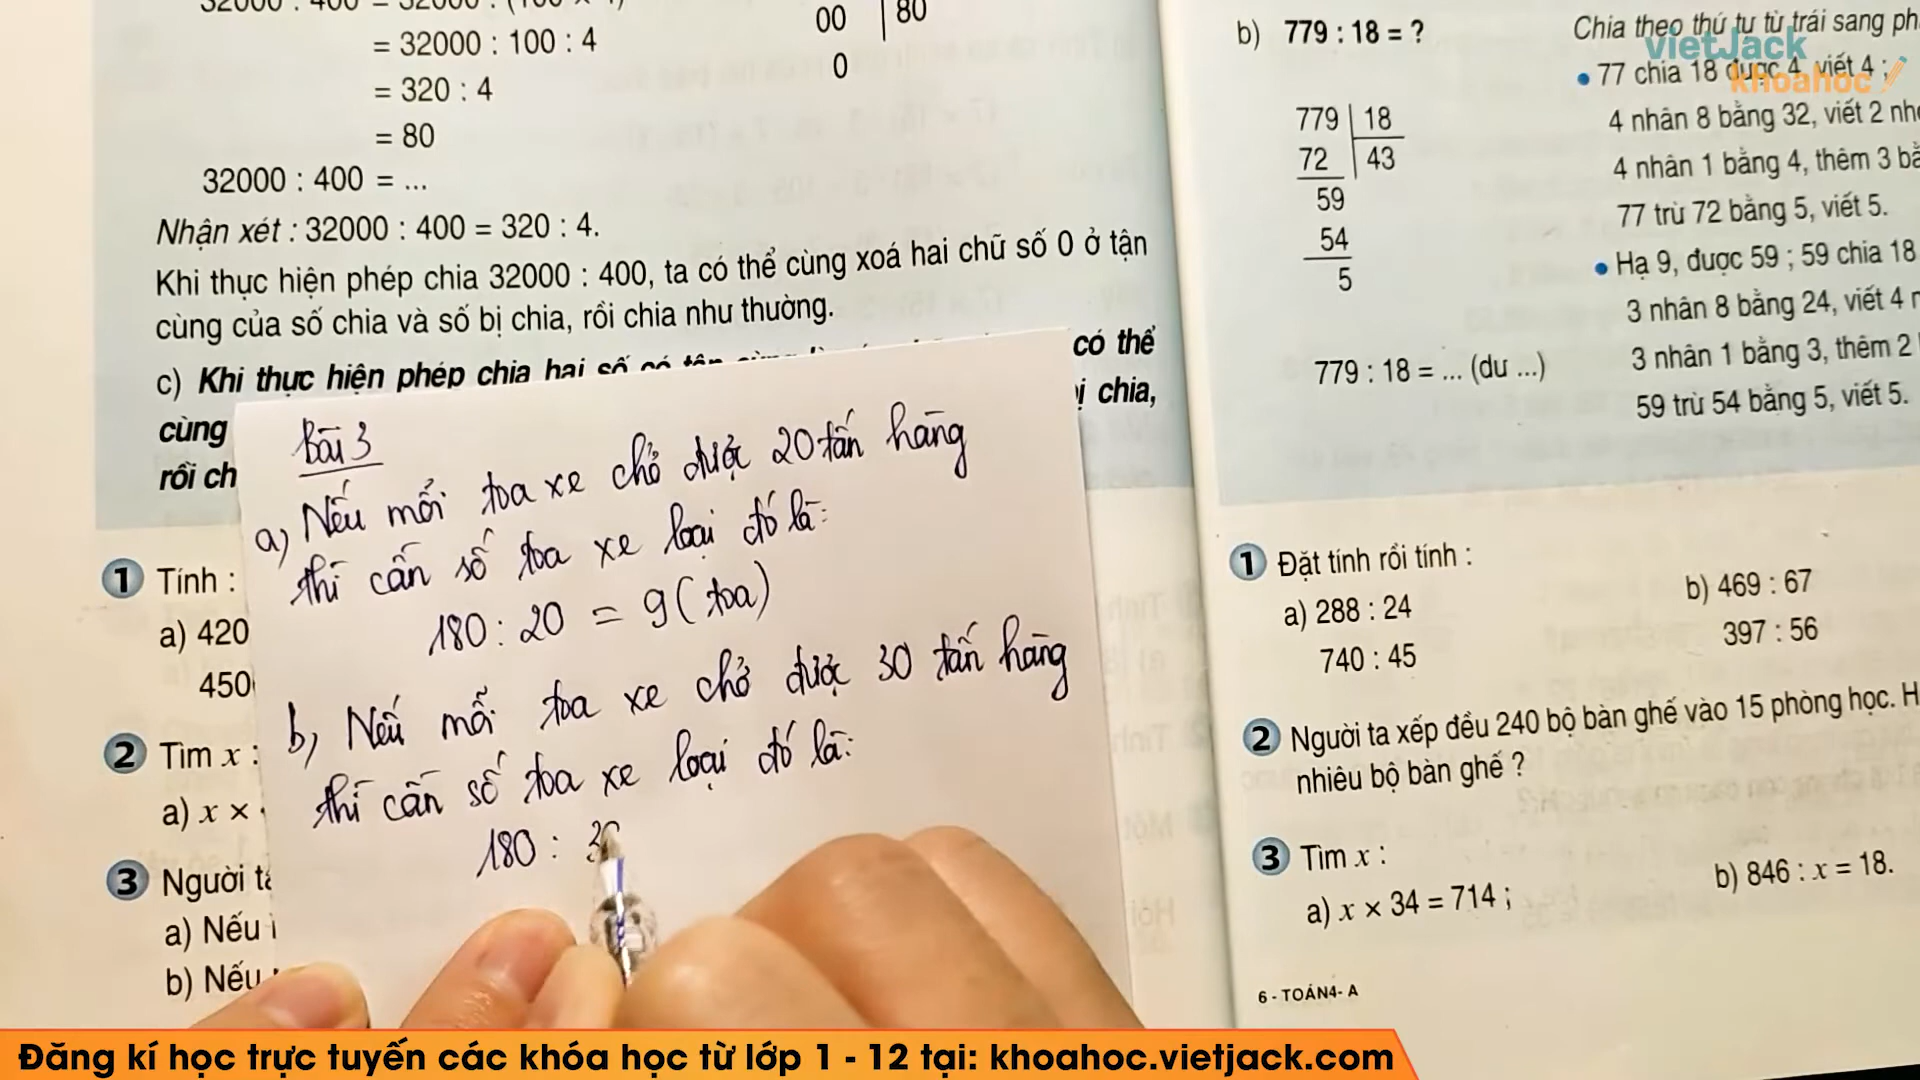 = 32000 : 100 : 4
= 320 : 4
= 80
00
80
0
32000 : 400 = ...
Nhận xét : 32000 : 400 = 320 : 4.
Khi thực hiện phép chia 32000 : 400, ta có thể cùng xoá hai chữ số 0 ở tận
cùng của số chia và số bị chia, rồi chia như thường.
c) Khi thực hiện phép chia hai số có
có thể
cùng
chia,
rồi
Bài 3
a) Nếu mỗi toa xe chở được 20 tấn hàng
thì cần số toa xe loại đó là:
180 : 20 = 9 (toa)
b, Nếu mỗi toa xe chở được 30 tấn hàng
thì cần số toa xe loại đó là:
180 : 30
1 Tính :
a) 420
450
2 Tìm x :
a) x ×
3 Người
a) Nếu
b) Nếu
b) 779 : 18 = ?
Chia theo thứ tự từ trái sang
vietJack
khoahoc
• 77 chia 18 được 4, viết 4 ;
779 18
4 nhân 8 bằng 32, viết 2
72 43
4 nhân 1 bằng 4, thêm 3
59
77 trừ 72 bằng 5, viết 5.
54
• Hạ 9, được 59 ; 59 chia 18
5
3 nhân 8 bằng 24, viết 4
779 : 18 = ... (dư ...)
3 nhân 1 bằng 3, thêm 2
59 trừ 54 bằng 5, viết 5.
1 Đặt tính rồi tính :
a) 288 : 24
b) 469 : 67
740 : 45
397 : 56
2 Người ta xếp đều 240 bộ bàn ghế vào 15 phòng học.
nhiêu bộ bàn ghế ?
3 Tìm x :
a) x × 34 = 714 ;
b) 846 : x = 18.
6 - TOÁN4- A
Đăng kí học trực tuyến các khóa học từ lớp 1 - 12 tại: khoahoc.vietjack.com